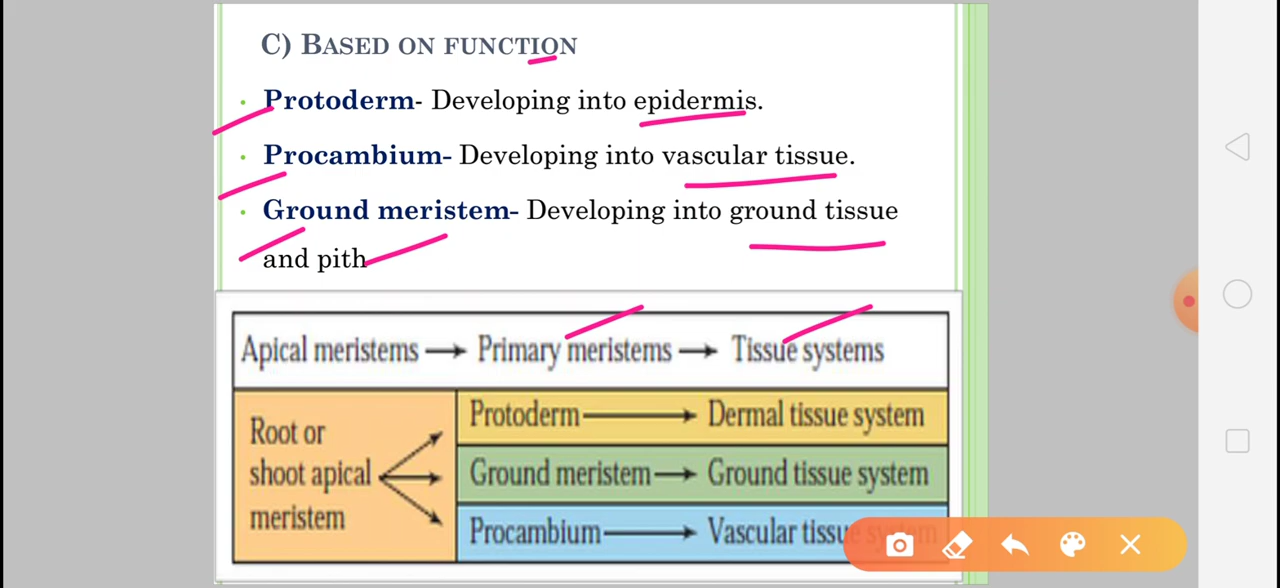 C) BASED ON FUNCTION
• Protoderm- Developing into epidermis.
• Procambium- Developing into vascular tissue.
• Ground meristem- Developing into ground tissue
and pith
Apical meristems → Primary meristems → Tissue systems
Root or
shoot apical
meristem
Protoderm → Dermal tissue system
Ground meristem → Ground tissue system
Procambium → Vascular tissue system